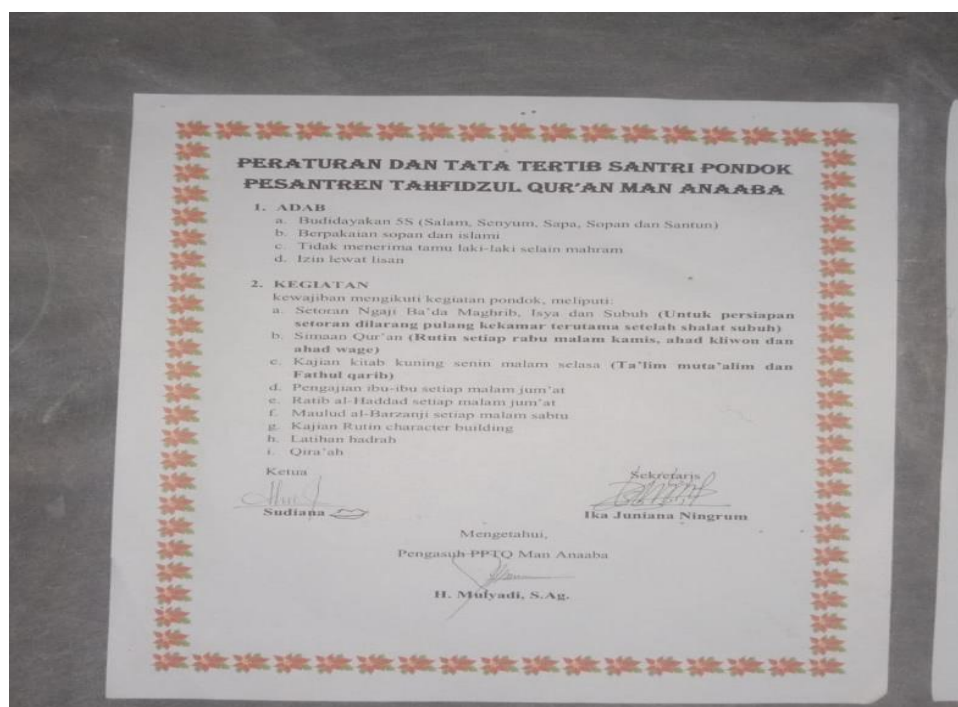 PERATURAN DAN TATA TERTIB SANTRI PONDOK
PESANTREN TAHFIDZUL QUR'AN MAN ANAABA
1. ADAB
a. Budidayakan 5S (Salam, Senyum, Sapa, Sopan dan Santun)
b. Berpakaian sopan dan islami
c. Tidak menerima tamu laki-laki selain mahram
d. Izin lewat lisan
2. KEGIATAN
kewajiban mengikuti kegiatan pondok, meliputi:
a. Setoran Ngaji Ba'da Maghrib, Isya dan Subuh (Untuk persiapan
setoran dilarang pulang kekamar terutama setelah shalat subuh)
b. Simaan Qur'an (Rutin setiap rabu malam kamis, ahad kliwon dan
ahad wage)
c. Kajian kitab kuning senin malam selasa (Ta'lim muta'alim dan
Fathul qarib)
d. Pengajian ibu-ibu setiap malam jum'at
e. Ratib al-Haddad setiap malam jum'at
f. Maulud al-Barzanji setiap malam sabtu
g. Kajian Rutin character building
h. Latihan hadrah
i. Qira'ah
Ketua Sekretaris
Sudiana Ika Juniana Ningrum
Mengetahui,
Pengasuh PPTQ Man Anaaba
H. Mulyadi, S.Ag.